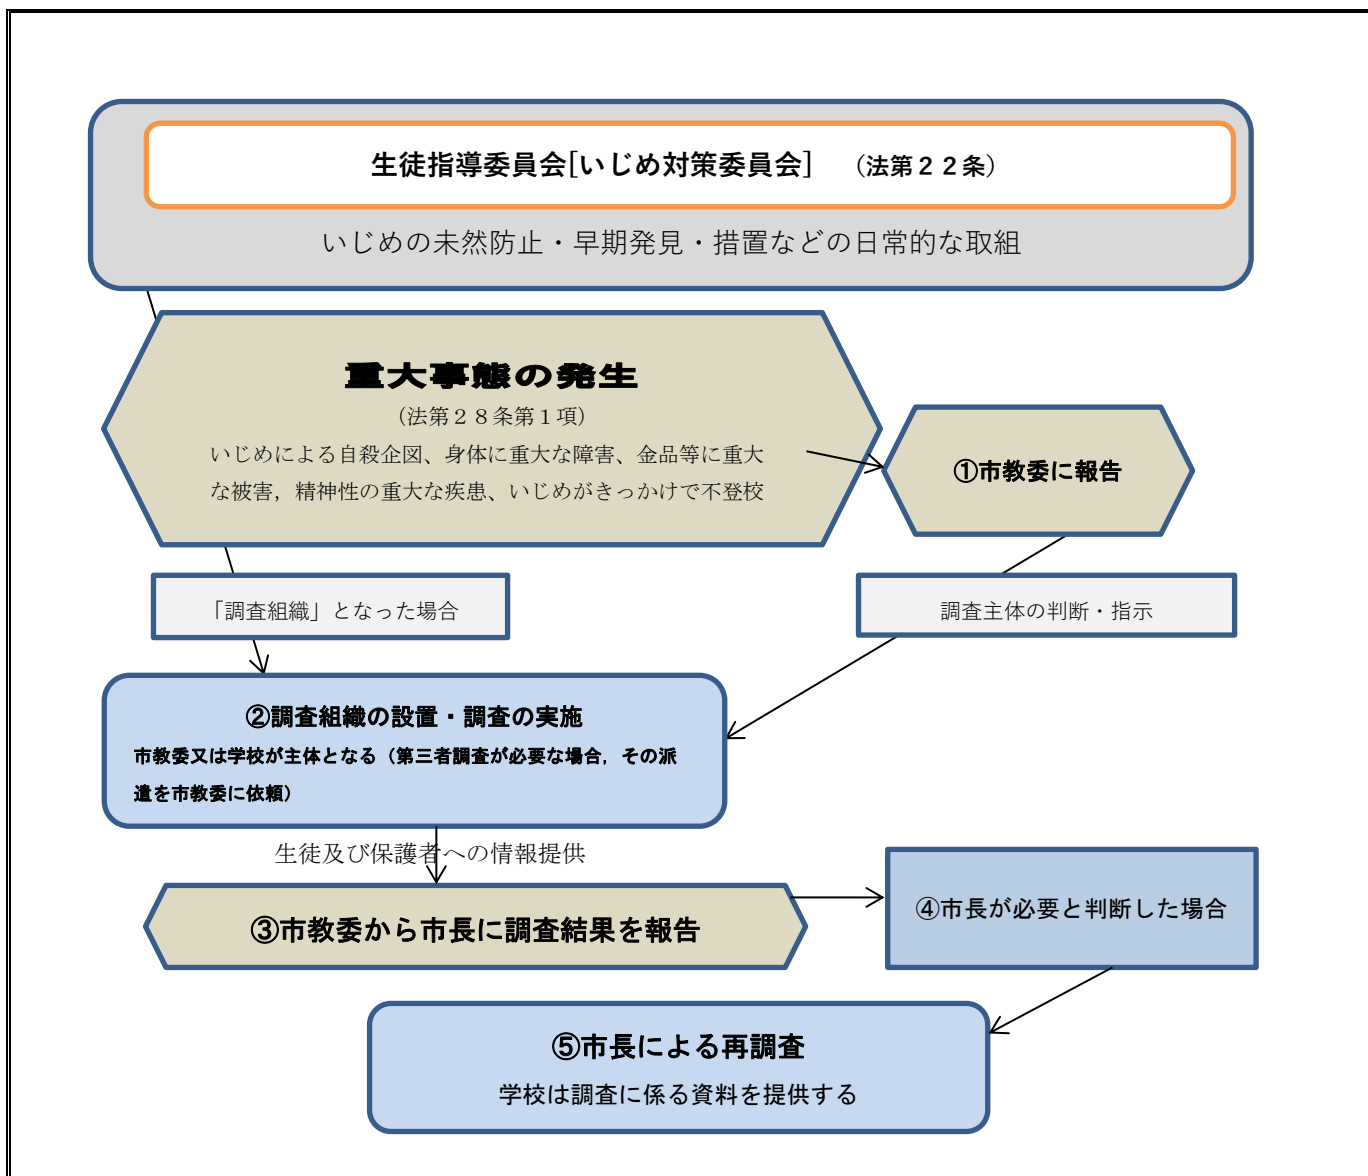 生徒指導委員会[いじめ対策委員会] （法第２２条）
いじめの未然防止・早期発見・措置などの日常的な取組
重大事態の発生
（法第２８条第１項）
いじめによる自殺企図、身体に重大な障害、金品等に重大
な被害，精神性の重大な疾患、いじめがきっかけで不登校
①市教委に報告
「調査組織」となった場合
調査主体の判断・指示
②調査組織の設置・調査の実施
市教委又は学校が主体となる（第三者調査が必要な場合，その派
遣を市教委に依頼）
生徒及び保護者への情報提供
③市教委から市長に調査結果を報告
④市長が必要と判断した場合
⑤市長による再調査
学校は調査に係る資料を提供する